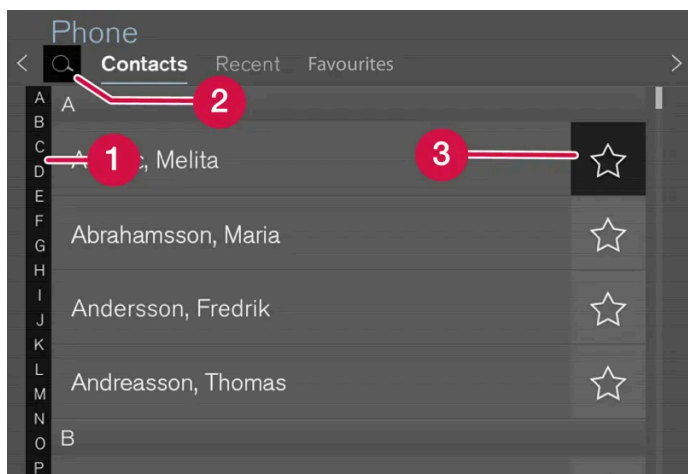 Phone
Contacts Recent Favourites
2
A
A
B
C
D
E
F
G
H
I
J
K
L
M
N
O
P
1
Melita
3
Abrahamsson, Maria
Andersson, Fredrik
Andreasson, Thomas
B